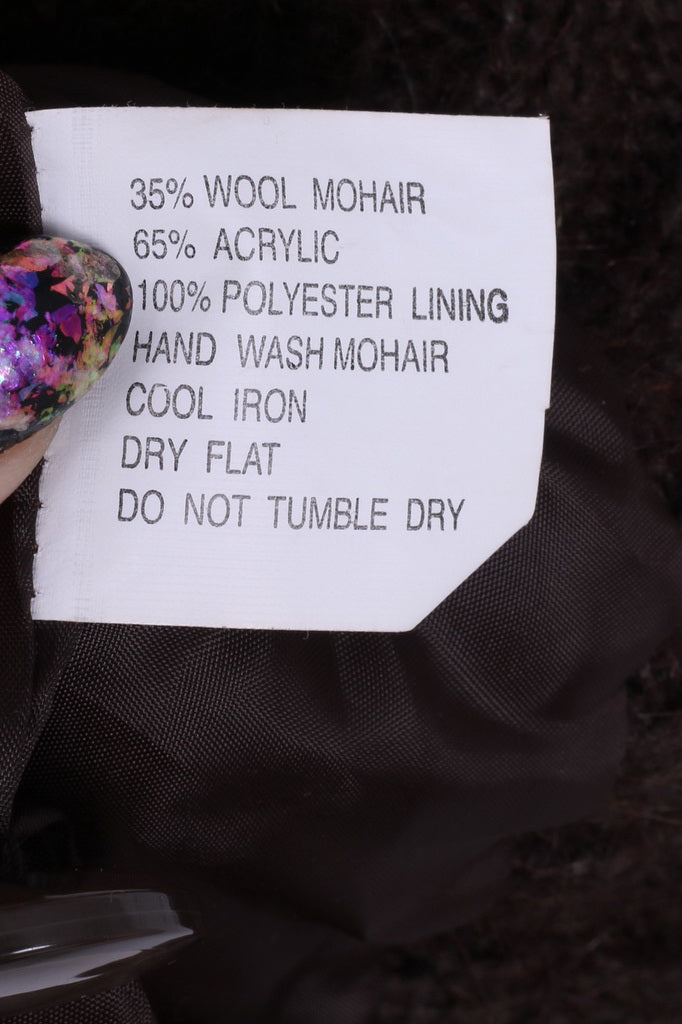 35% WOOL MOHAIR
65% ACRYLIC
100% POLYESTER LINING
HAND WASH MOHAIR
COOL IRON
DRY FLAT
DO NOT TUMBLE DRY